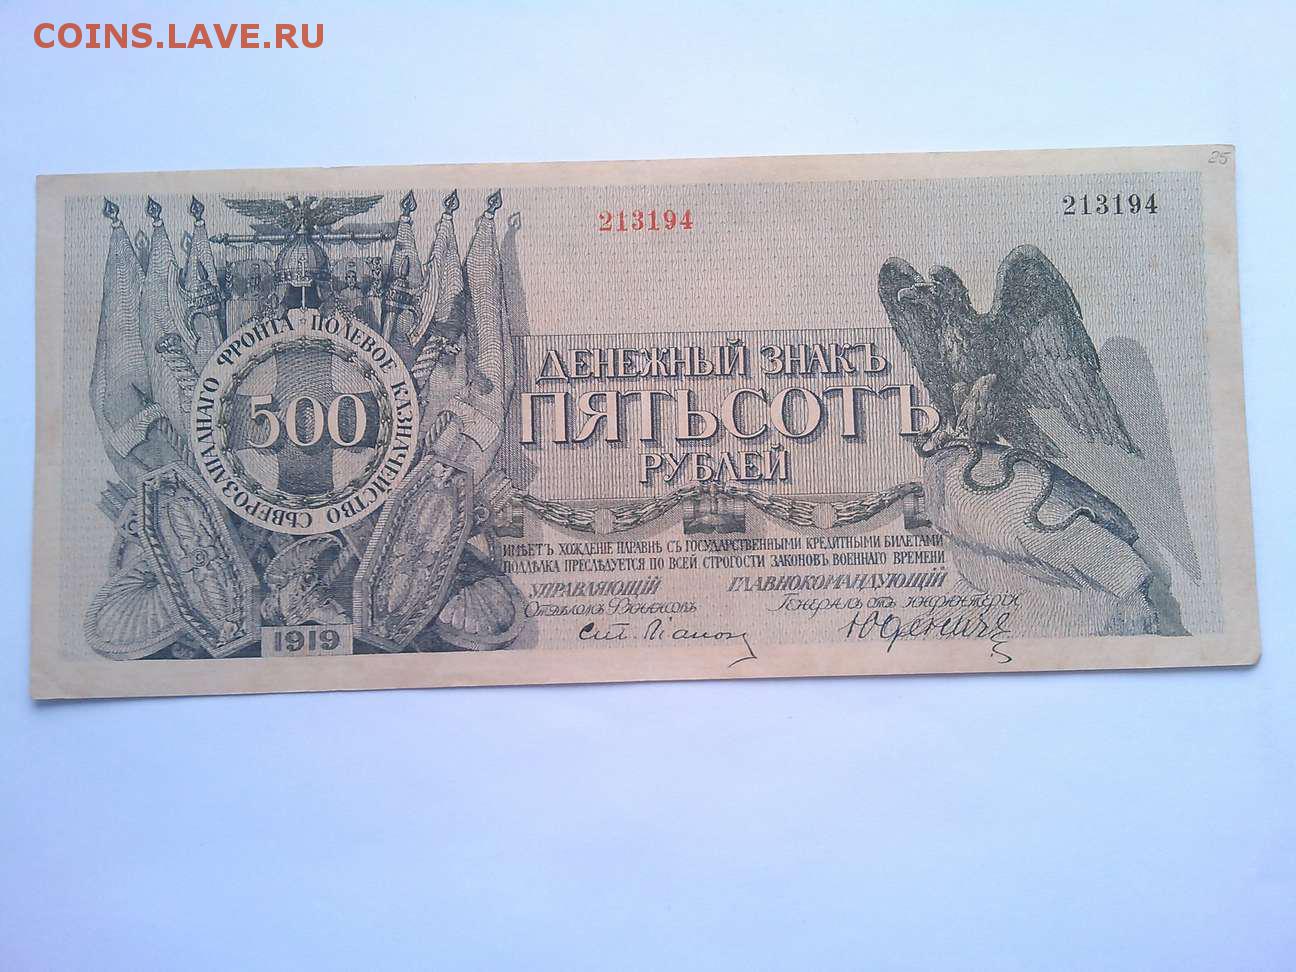 COINS.LAVE.RU
25
213194
213194
ПОЛЕВОЕ КАЗНАЧЕЙСТВО СѢВЕРОЗАПАДНАГО ФРОНТА
500
ДЕНЕЖНЫЙ ЗНАКЪ
ПЯТЬСОТЪ
РУБЛЕЙ
ИМѢЕТЪ ХОЖДЕНІЕ НАРАВНѢ СЪ ГОСУДАРСТВЕННЫМИ КРЕДИТНЫМИ БИЛЕТАМИ
ПОДДѢЛКА ПРЕСЛѢДУЕТСЯ ПО ВСЕЙ СТРОГОСТИ ЗАКОНОВЪ ВОЕННАГО ВРЕМЕНИ
УПРАВЛЯЮЩІЙ
Отдѣломъ Финансовъ
ГЛАВНОКОМАНДУЮЩІЙ
Генералъ отъ инфантеріи
Юденичъ
1919